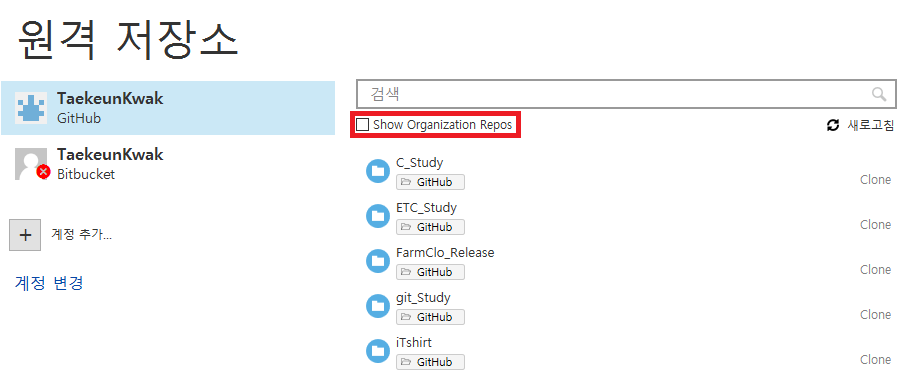 원격 저장소
TaekeunKwak
GitHub
TaekeunKwak
Bitbucket
+
계정 추가...
계정 변경
검색
Show Organization Repos
새로고침
C_Study
GitHub
Clone
ETC_Study
GitHub
Clone
FarmClo_Release
GitHub
Clone
git_Study
GitHub
Clone
iTshirt
GitHub
Clone